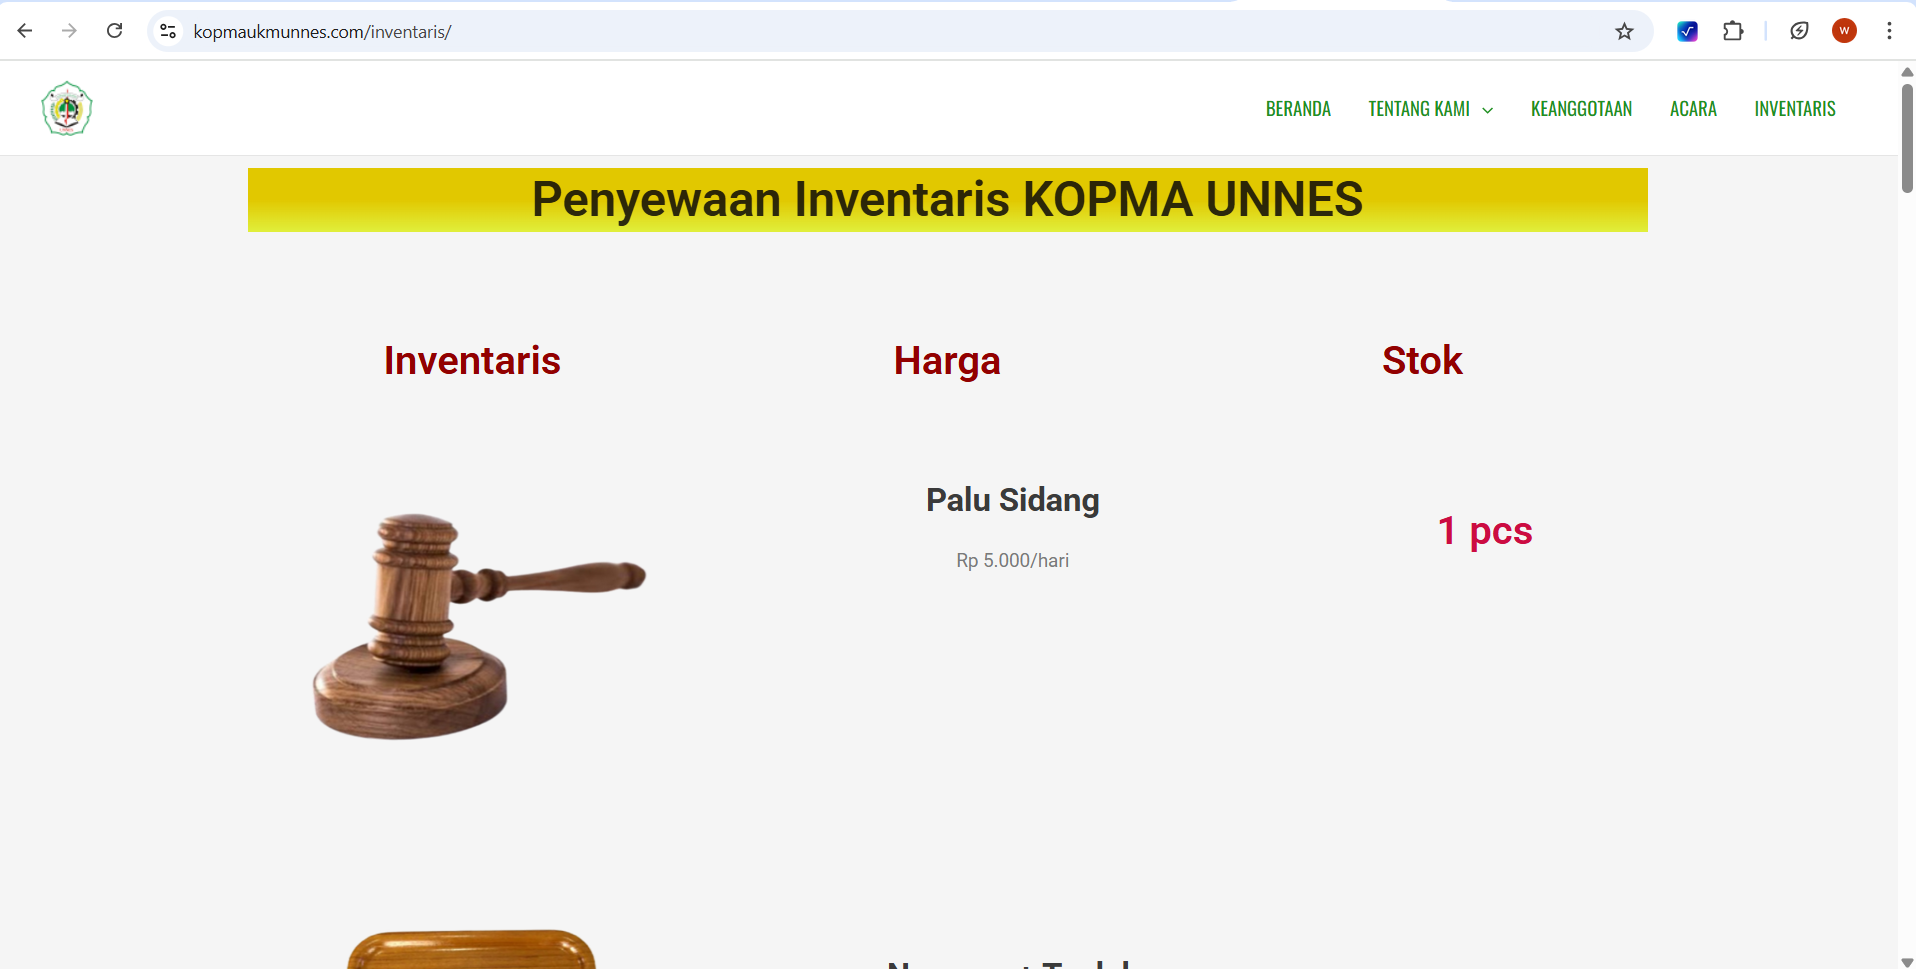 kopmaukmunnes.com/inventaris/
W
BERANDA TENTANG KAMI KEANGGOTAAN ACARA INVENTARIS
Penyewaan Inventaris KOPMA UNNES
Inventaris Harga Stok
Palu Sidang
1 pcs
Rp 5.000/hari